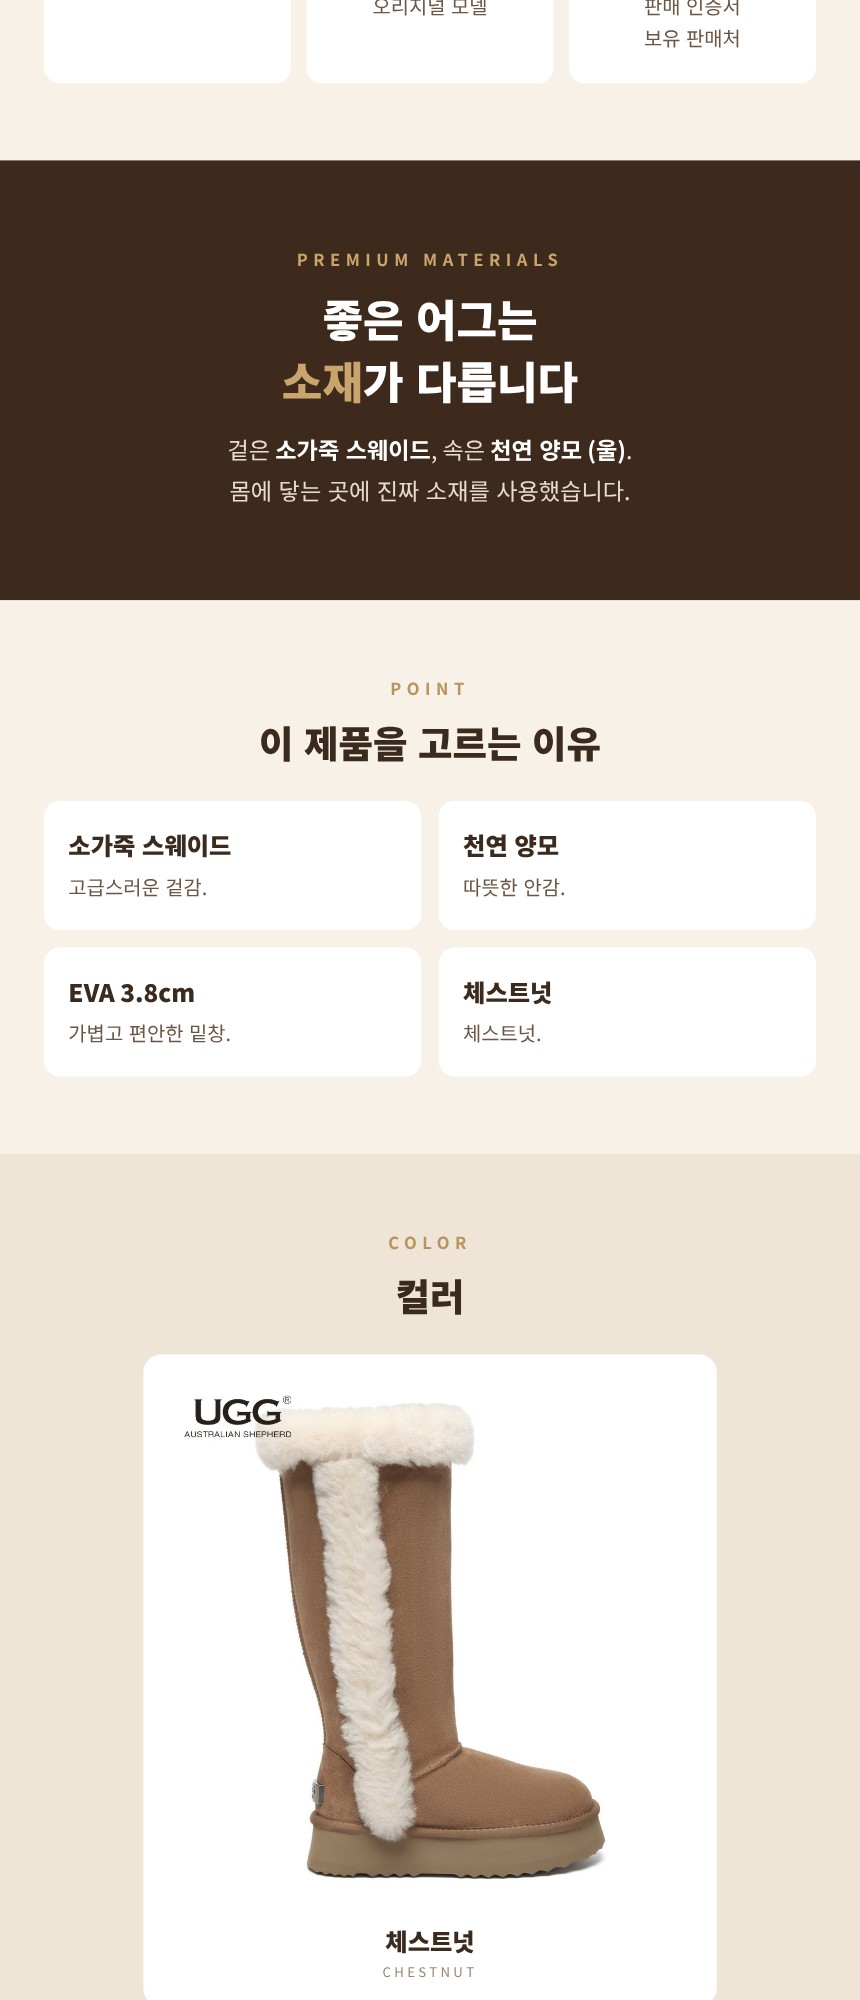 오리지널 모델
판매 인증서
보유 판매처
PREMIUM MATERIALS
좋은 어그는
소재가 다릅니다
겉은 소가죽 스웨이드, 속은 천연 양모 (울).
몸에 닿는 곳에 진짜 소재를 사용했습니다.
POINT
이 제품을 고르는 이유
소가죽 스웨이드
고급스러운 겉감.
천연 양모
따뜻한 안감.
EVA 3.8cm
가볍고 편안한 밑창.
체스트넛
체스트넛.
COLOR
컬러
UGG®
AUSTRALIAN SHEPHERD
체스트넛
CHESTNUT